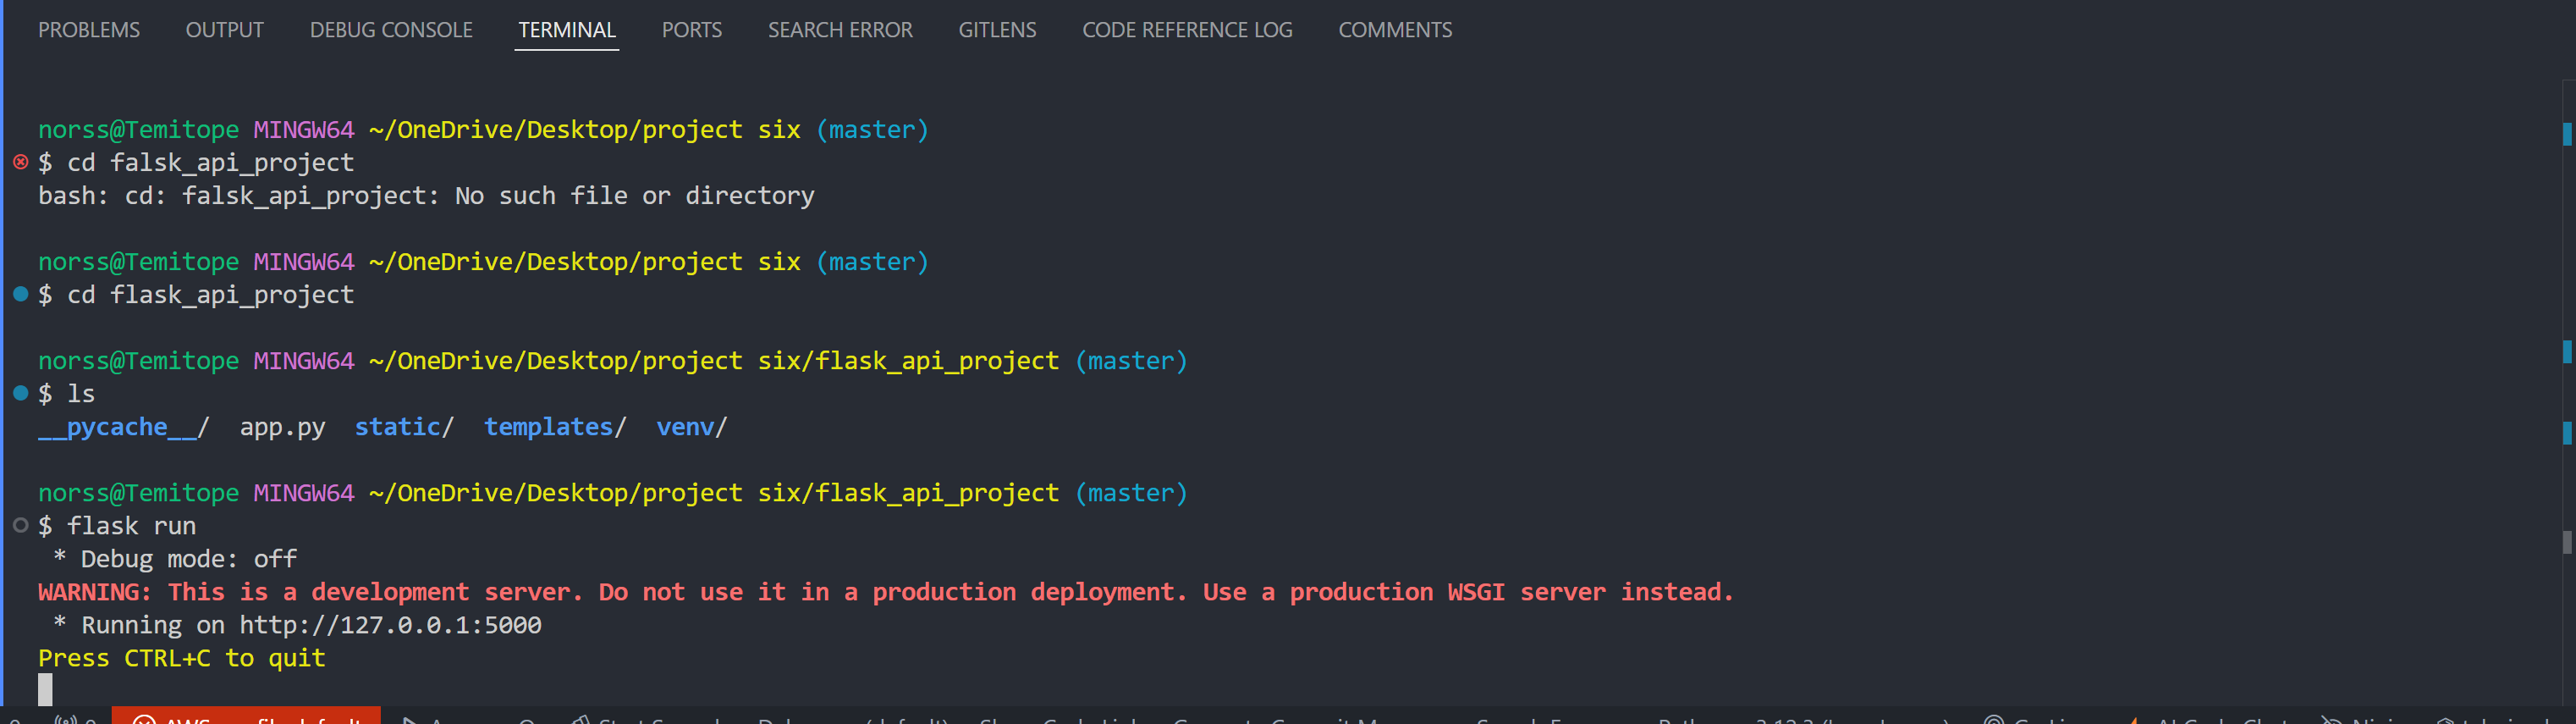 PROBLEMS OUTPUT DEBUG CONSOLE TERMINAL PORTS SEARCH ERROR GITLENS CODE REFERENCE LOG COMMENTS
norss@Temitope MINGW64 ~/OneDrive/Desktop/project six (master)
$ cd falsk_api_project
bash: cd: falsk_api_project: No such file or directory
norss@Temitope MINGW64 ~/OneDrive/Desktop/project six (master)
$ cd flask_api_project
norss@Temitope MINGW64 ~/OneDrive/Desktop/project six/flask_api_project (master)
$ ls
__pycache__/ app.py static/ templates/ venv/
norss@Temitope MINGW64 ~/OneDrive/Desktop/project six/flask_api_project (master)
$ flask run
* Debug mode: off
WARNING: This is a development server. Do not use it in a production deployment. Use a production WSGI server instead.
* Running on http://127.0.0.1:5000
Press CTRL+C to quit